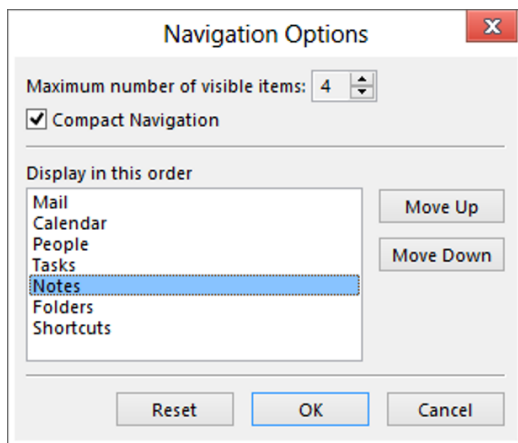 Navigation Options
Maximum number of visible items: 4
Compact Navigation
Display in this order
Mail
Calendar
People
Tasks
Notes
Folders
Shortcuts
Move Up
Move Down
Reset OK Cancel